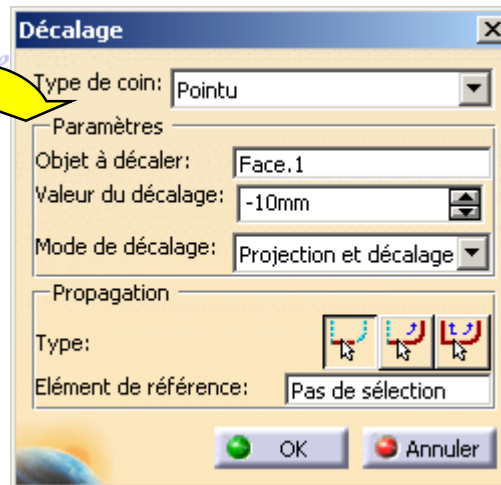 Décalage
Type de coin: Pointu
Paramètres
Objet à décaler: Face.1
Valeur du décalage: -10mm
Mode de décalage: Projection et décalage
Propagation
Type:
Elément de référence: Pas de sélection
OK Annuler